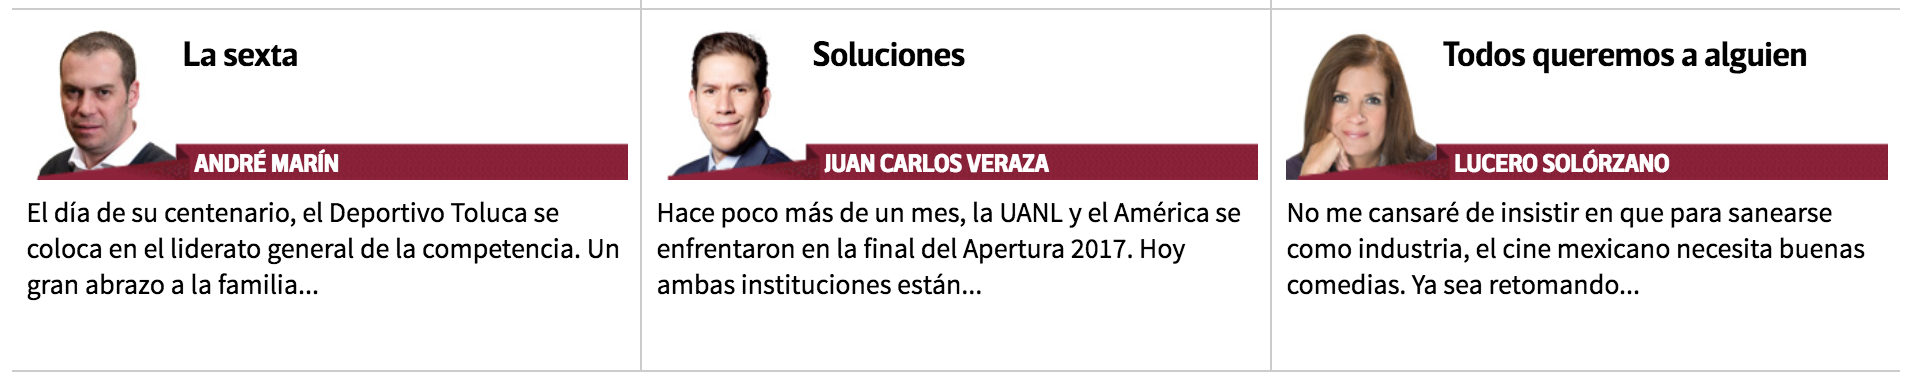 La sexta
ANDRÉ MARÍN
El día de su centenario, el Deportivo Toluca se
coloca en el liderato general de la competencia. Un
gran abrazo a la familia...
Soluciones
JUAN CARLOS VERAZA
Hace poco más de un mes, la UANL y el América se
enfrentaron en la final del Apertura 2017. Hoy
ambas instituciones están...
Todos queremos a alguien
LUCERO SOLÓRZANO
No me cansaré de insistir en que para sanearse
como industria, el cine mexicano necesita buenas
comedias. Ya sea retomando...